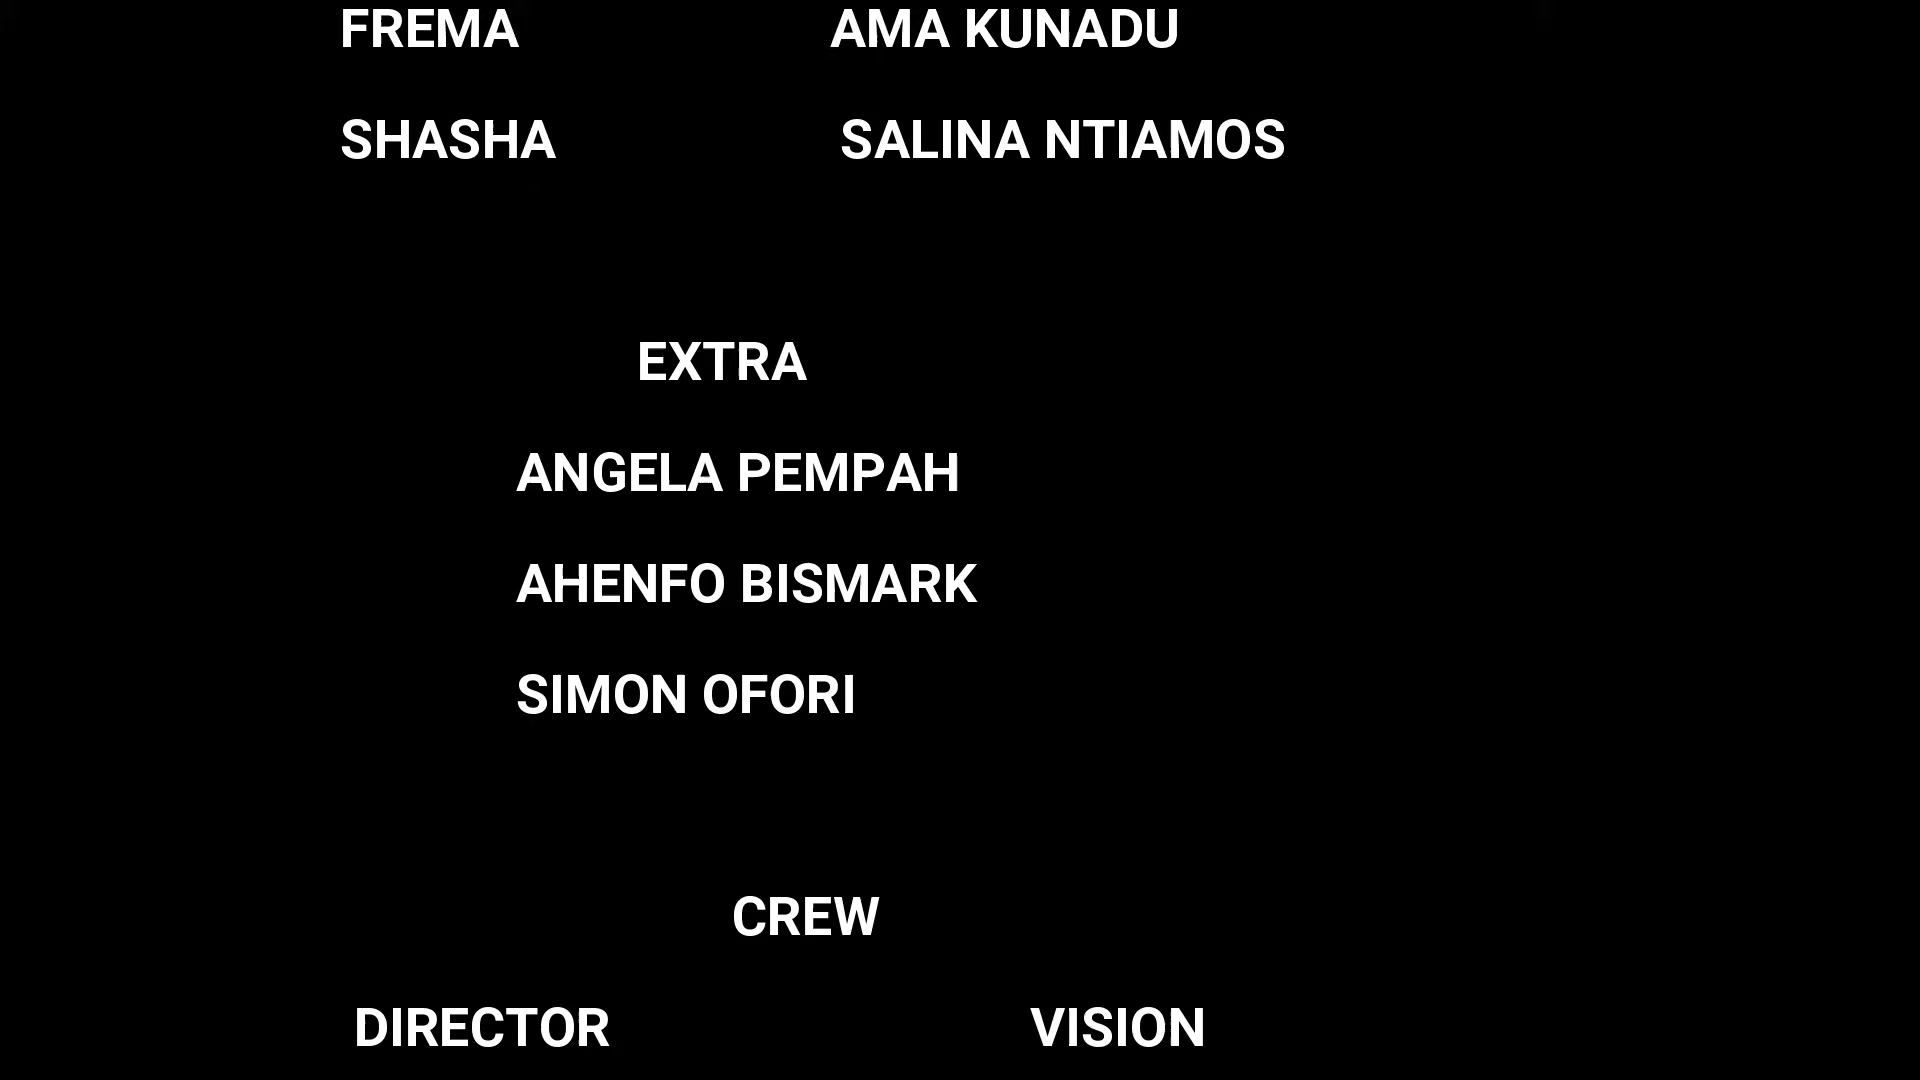 FREMA AMA KUNADU
SHASHA SALINA NTIAMOS
EXTRA
ANGELA PEMPAH
AHENFO BISMARK
SIMON OFORI
CREW
DIRECTOR VISION